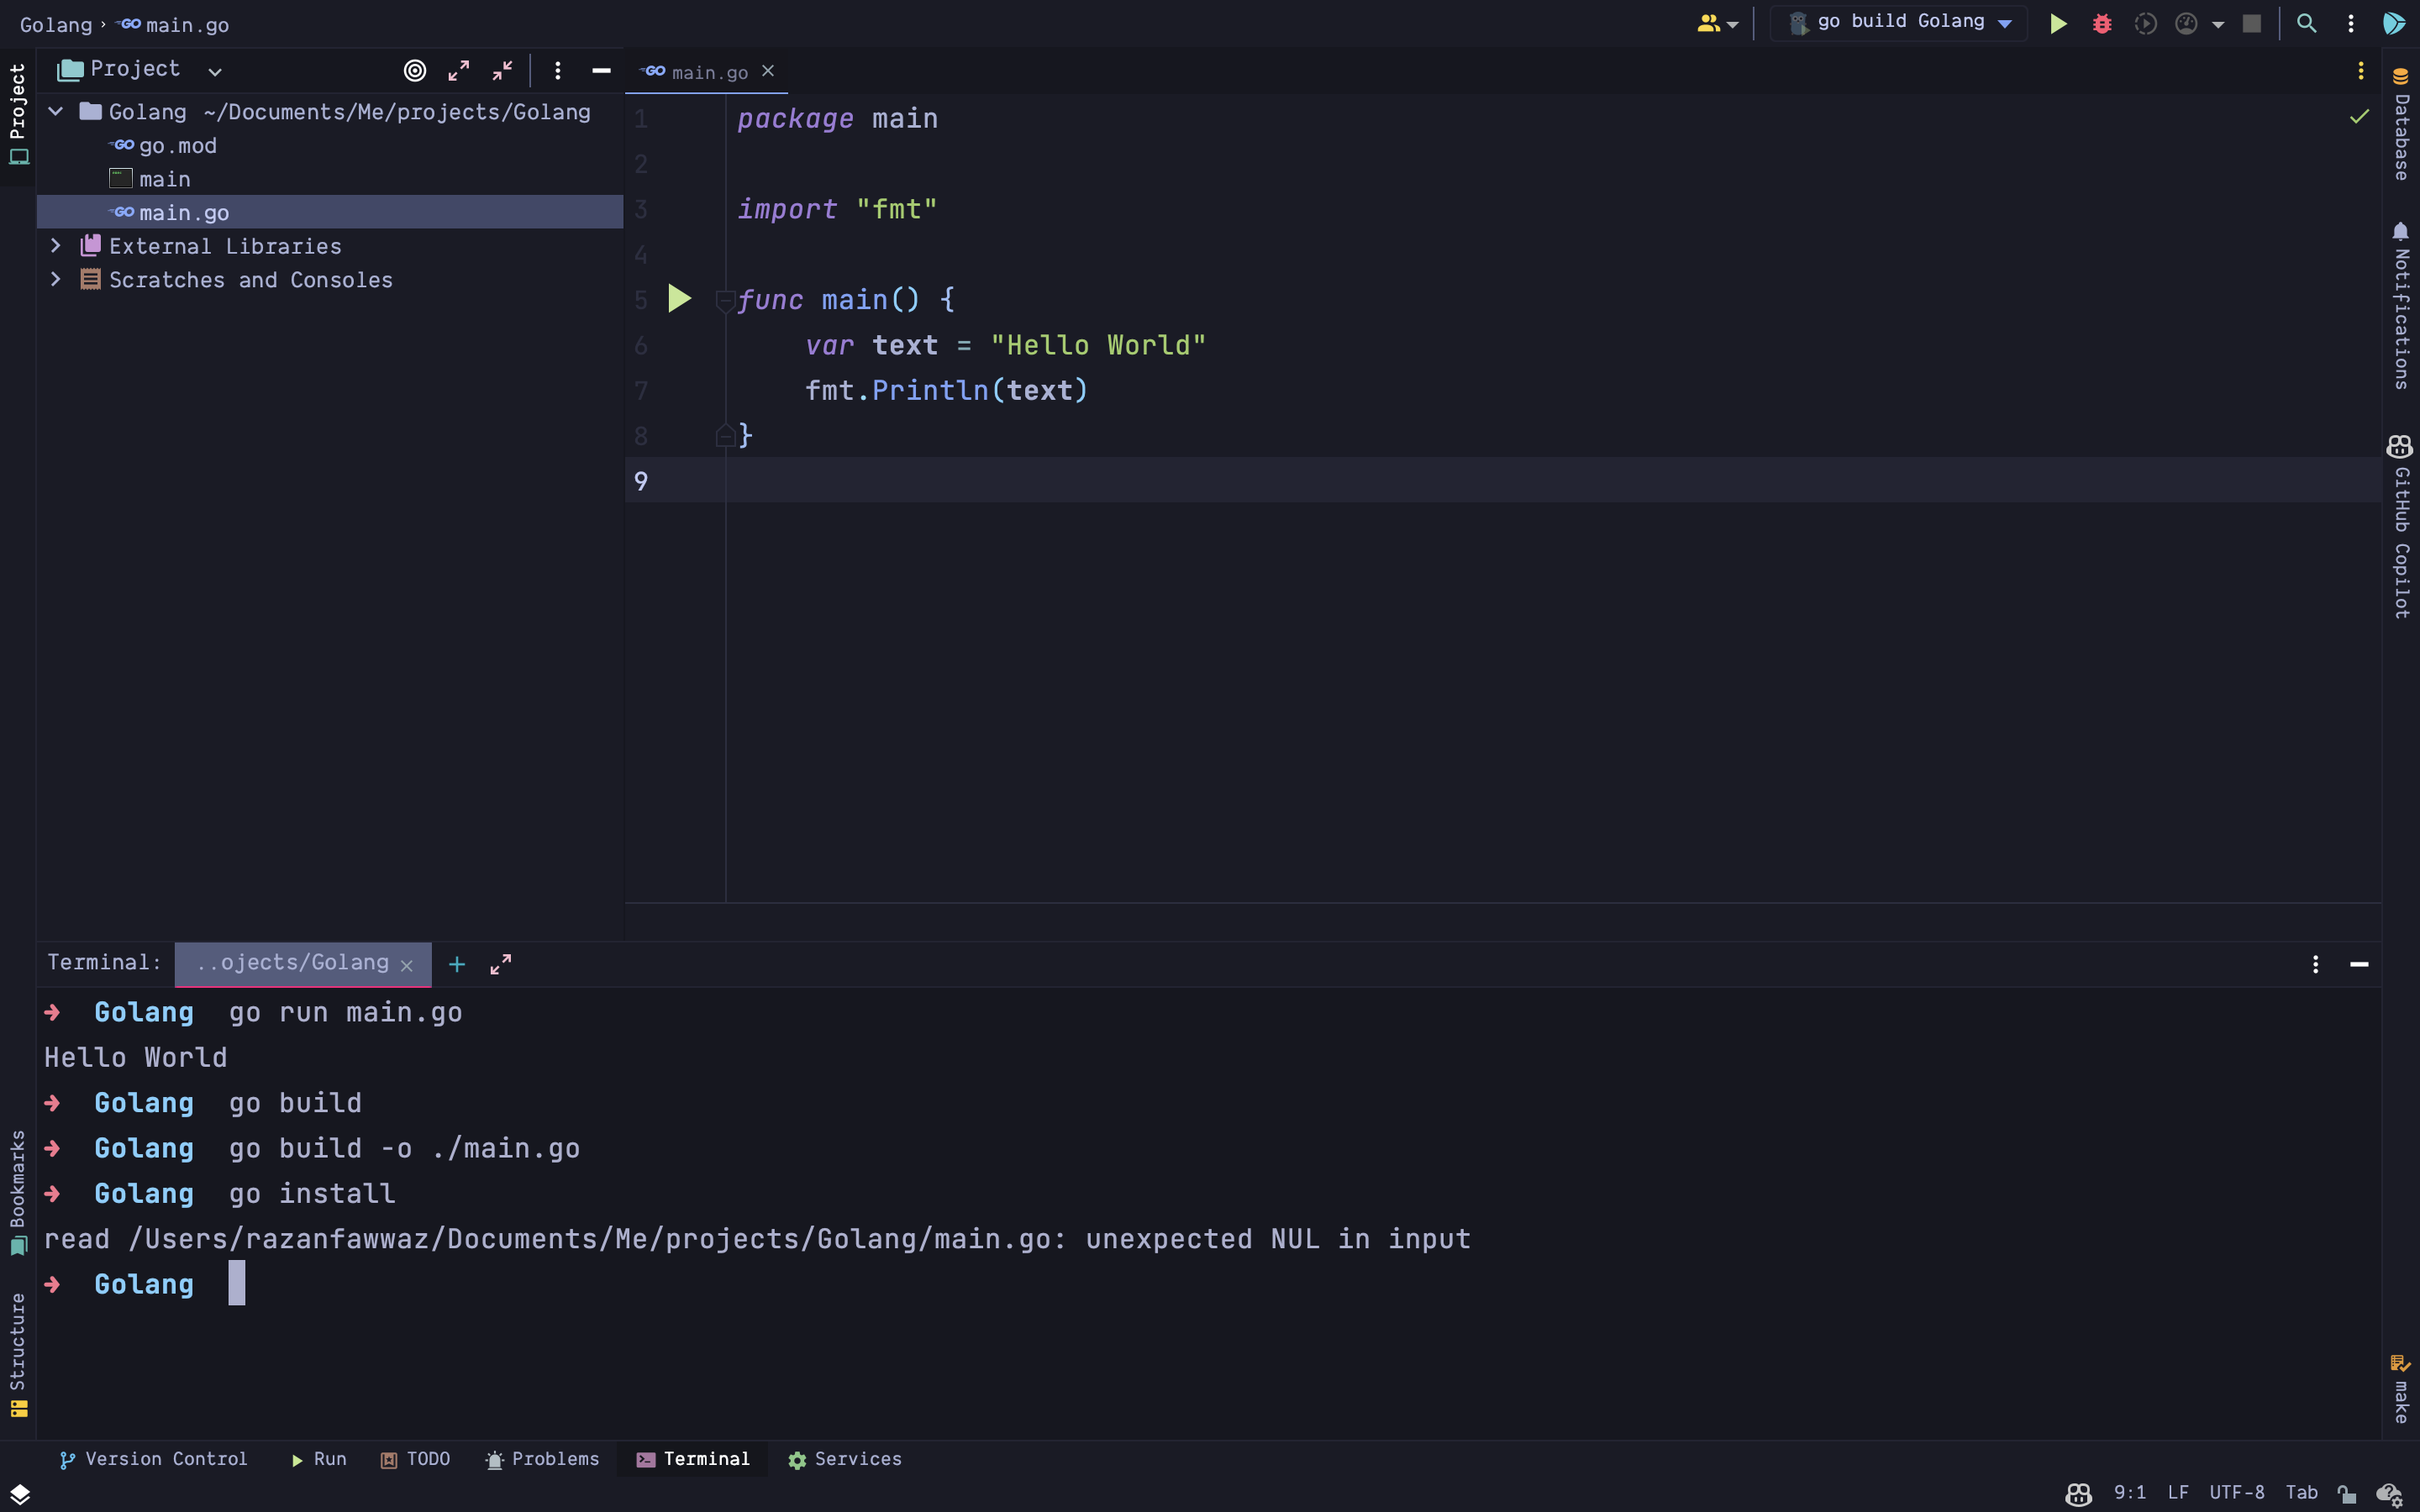 Golang › GO main.go
go build Golang
Project
Golang ~/Documents/Me/projects/Golang
GO go.mod
main
GO main.go
External Libraries
Scratches and Consoles
Project
Bookmarks
Structure
GO main.go
1 package main
2
3 import "fmt"
4
5 func main() {
6 var text = "Hello World"
7 fmt.Println(text)
8 }
9
Database
Notifications
GitHub Copilot
make
Terminal: ..ojects/Golang
➜ Golang go run main.go
Hello World
➜ Golang go build
➜ Golang go build -o ./main.go
➜ Golang go install
read /Users/razanfawwaz/Documents/Me/projects/Golang/main.go: unexpected NUL in input
➜ Golang
Version Control Run TODO Problems Terminal Services
9:1 LF UTF-8 Tab